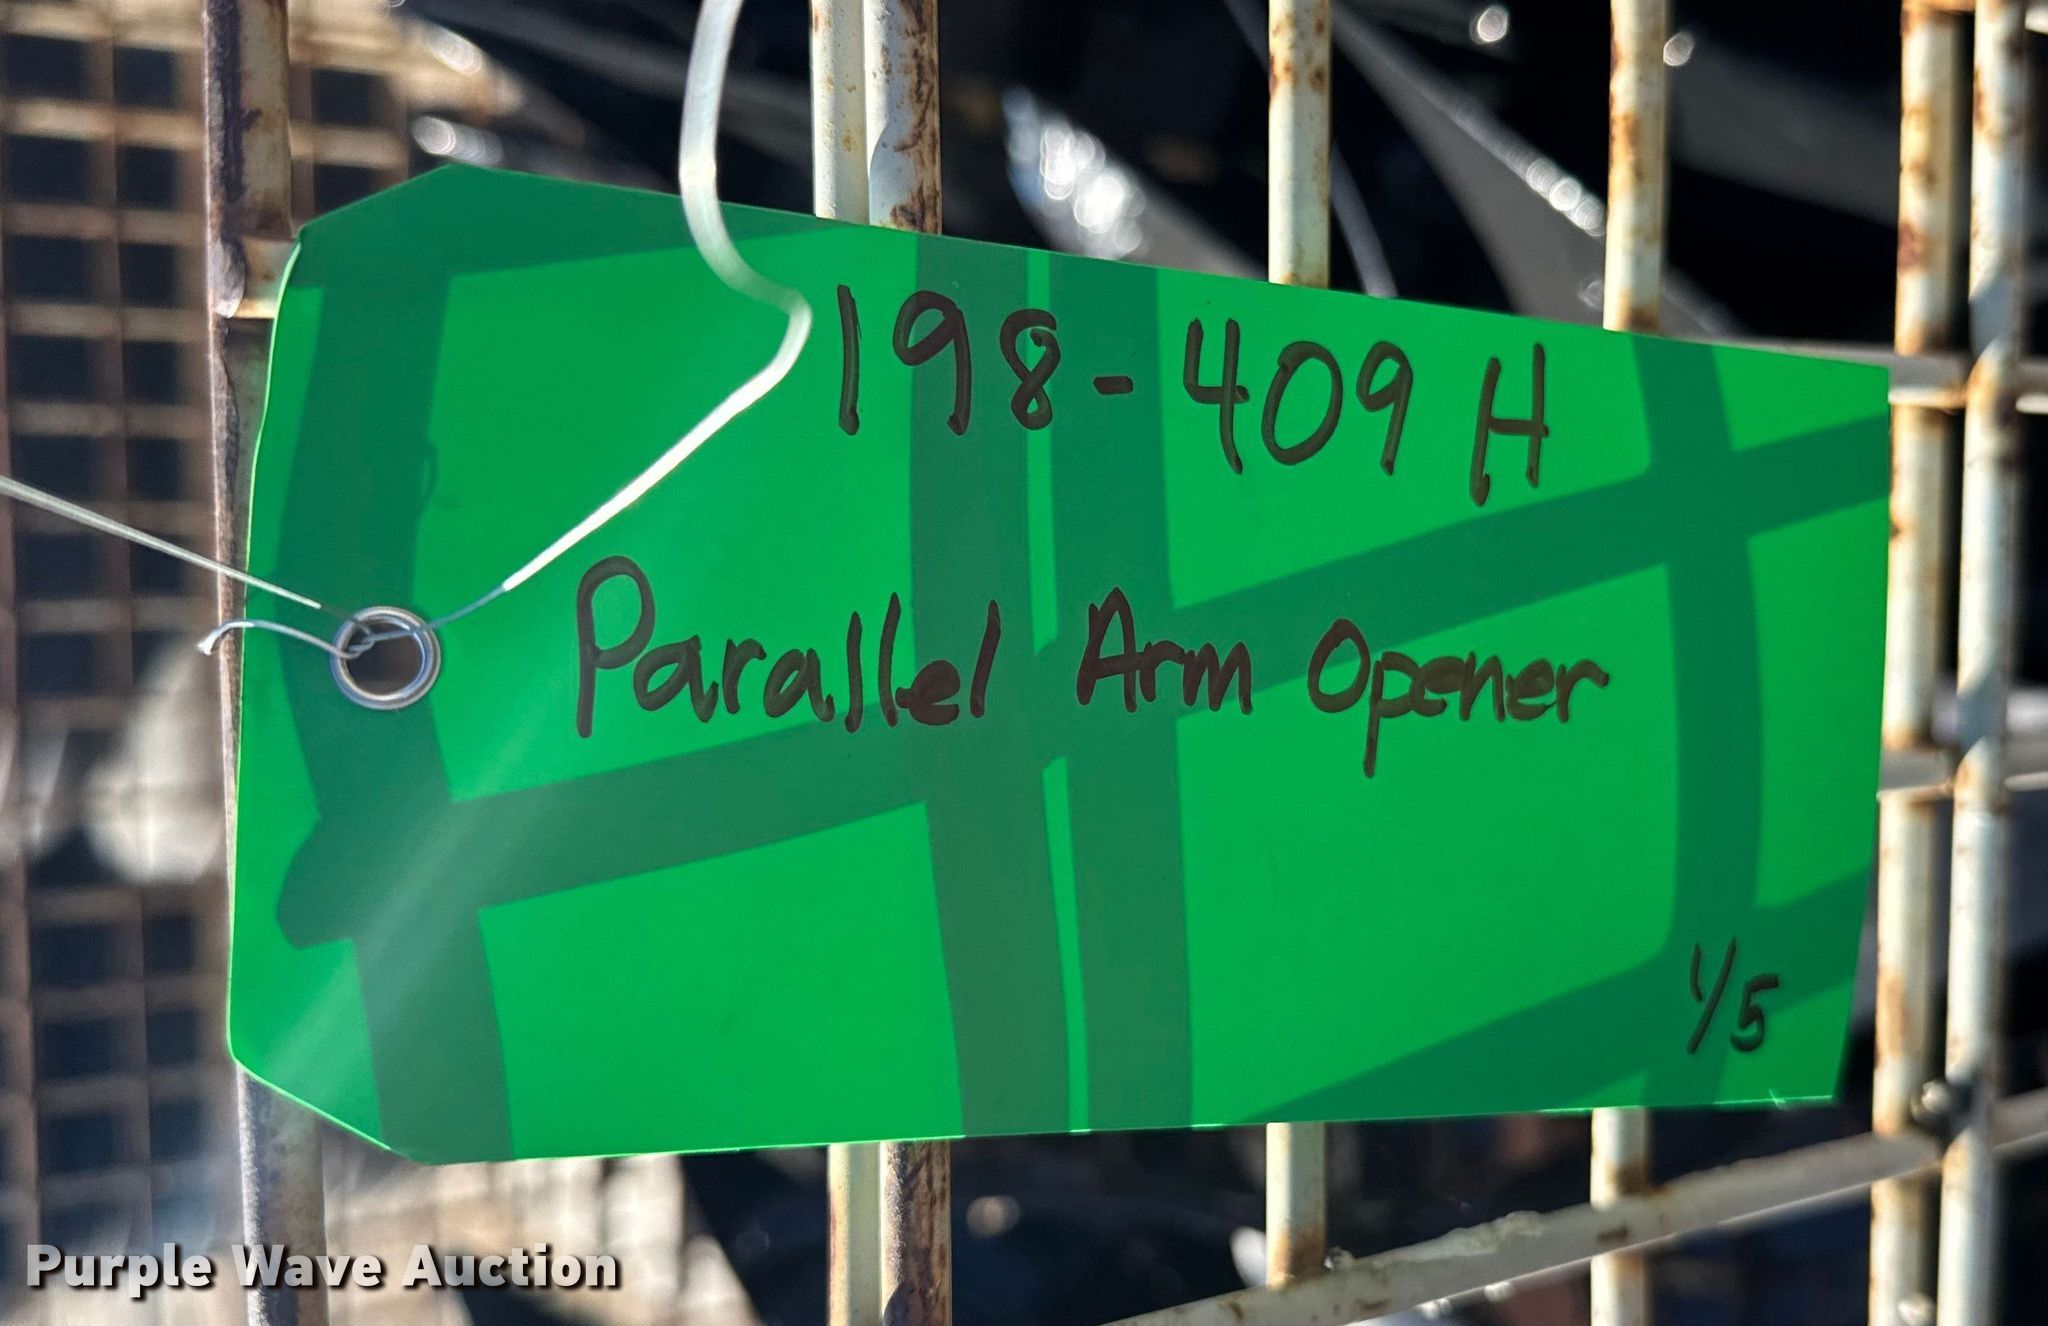 198-409 H
Parallel Arm Opener
1/5
Purple Wave Auction